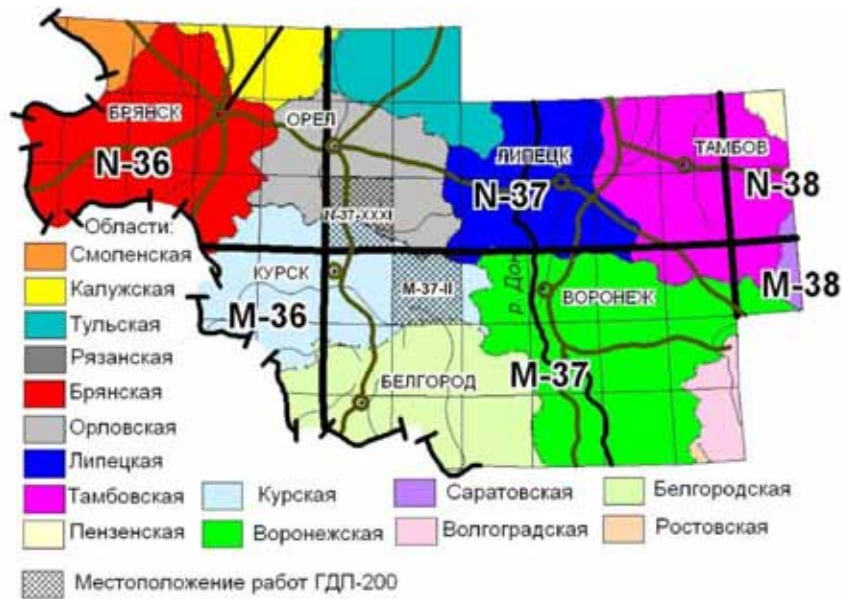 БРЯНСК
ОРЕЛ
ЛИПЕЦК
ТАМБОВ
N-36
N-37
N-38
N-37-XXXI
Области:
Смоленская
Калужская
Тульская
Рязанская
Брянская
Орловская
Липецкая
Тамбовская
Пензенская
КУРСК
M-37-II
р. Дон
ВОРОНЕЖ
M-38
M-36
M-37
БЕЛГОРОД
Курская
Саратовская
Белгородская
Воронежская
Волгоградская
Ростовская
Местоположение работ ГДП-200